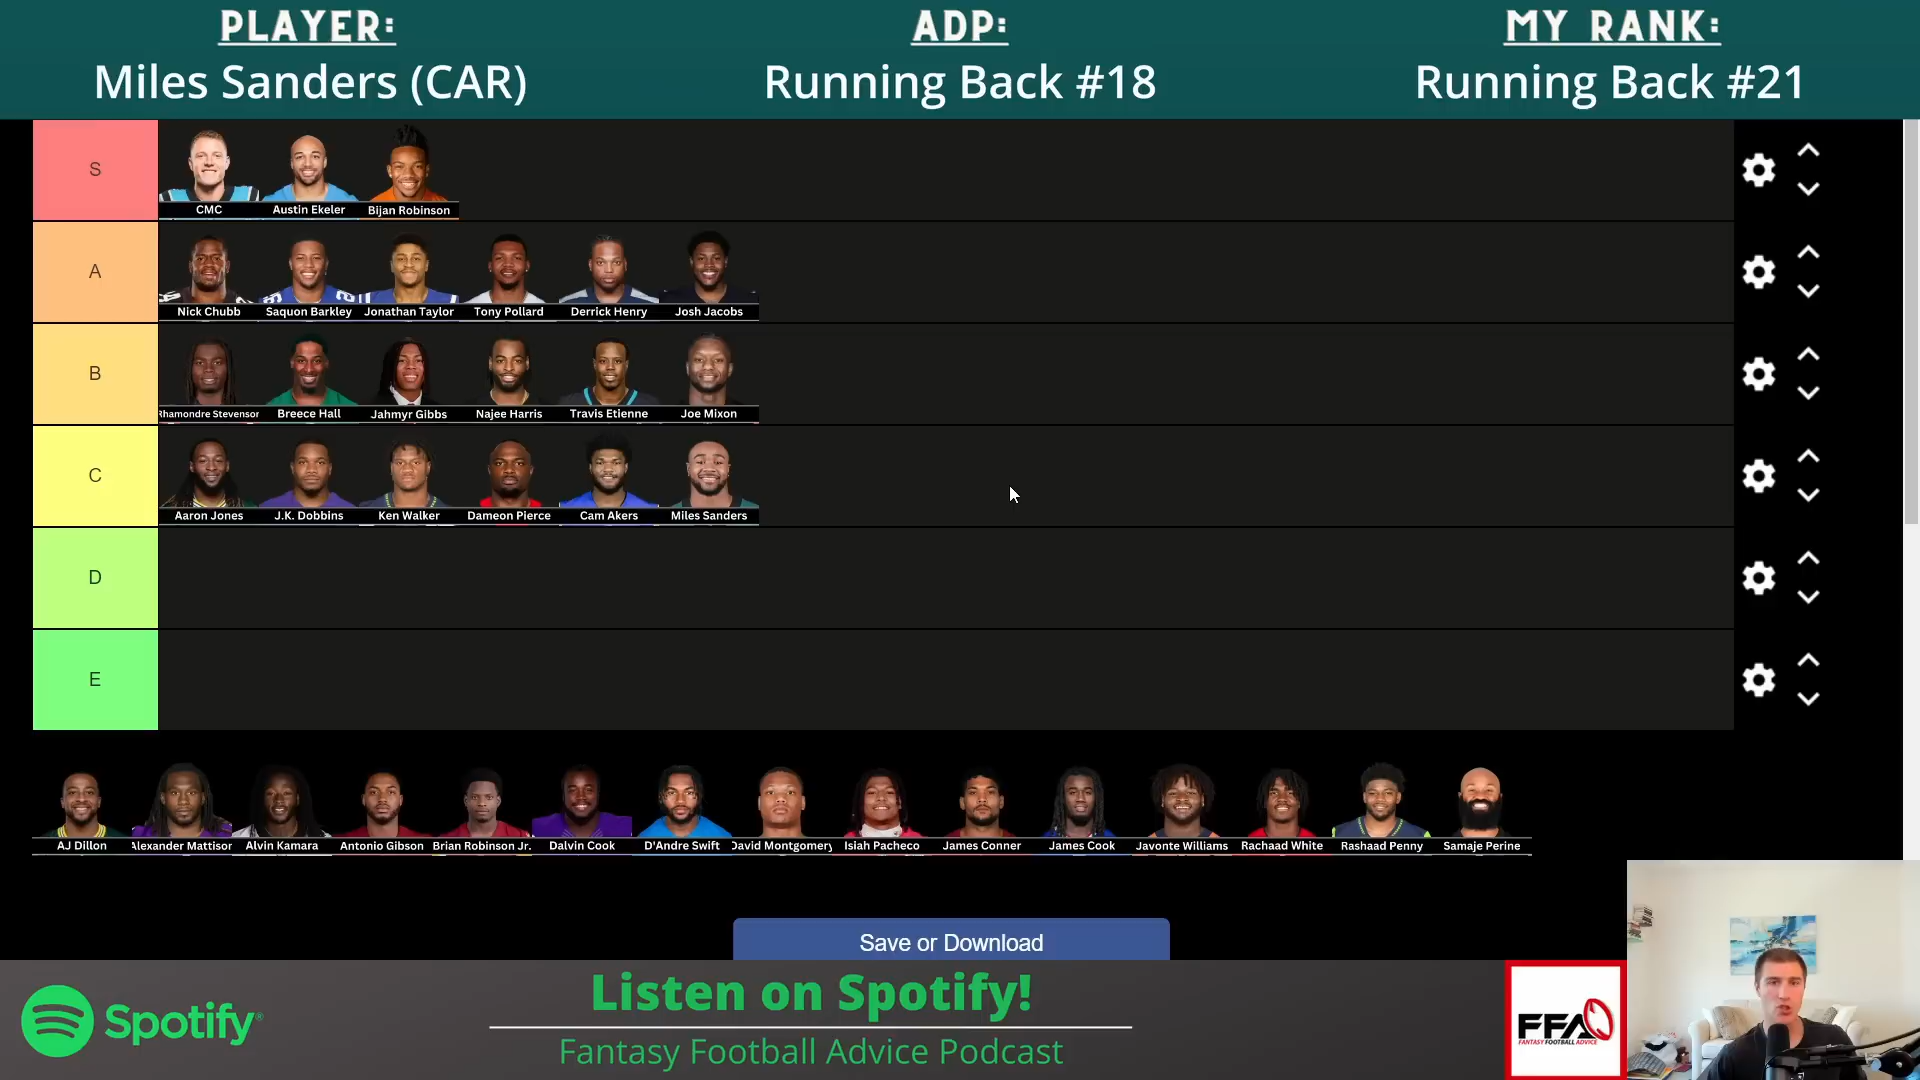 PLAYER:
Miles Sanders (CAR)
ADP:
Running Back #18
MY RANK:
Running Back #21
S
CMC
Austin Ekeler
Bijan Robinson
A
Nick Chubb
Saquon Barkley
Jonathan Taylor
Tony Pollard
Derrick Henry
Josh Jacobs
B
Rhamondre Stevenson
Breece Hall
Jahmyr Gibbs
Najee Harris
Travis Etienne
Joe Mixon
C
Aaron Jones
J.K. Dobbins
Ken Walker
Dameon Pierce
Cam Akers
Miles Sanders
D
E
AJ Dillon
Alexander Mattison
Alvin Kamara
Antonio Gibson
Brian Robinson Jr.
Dalvin Cook
D'Andre Swift
David Montgomery
Isiah Pacheco
James Conner
James Cook
Javonte Williams
Rachaad White
Rashaad Penny
Samaje Perine
Save or Download
Spotify®
Listen on Spotify!
Fantasy Football Advice Podcast
FFA
FANTASY FOOTBALL ADVICE